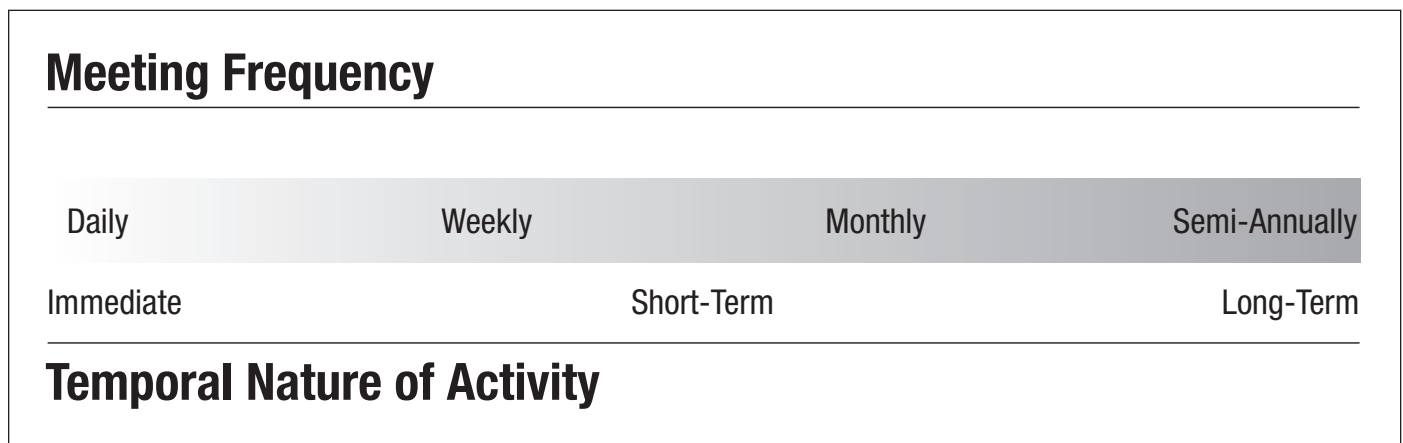 Meeting Frequency
Daily Weekly Monthly Semi-Annually
Immediate Short-Term Long-Term
Temporal Nature of Activity